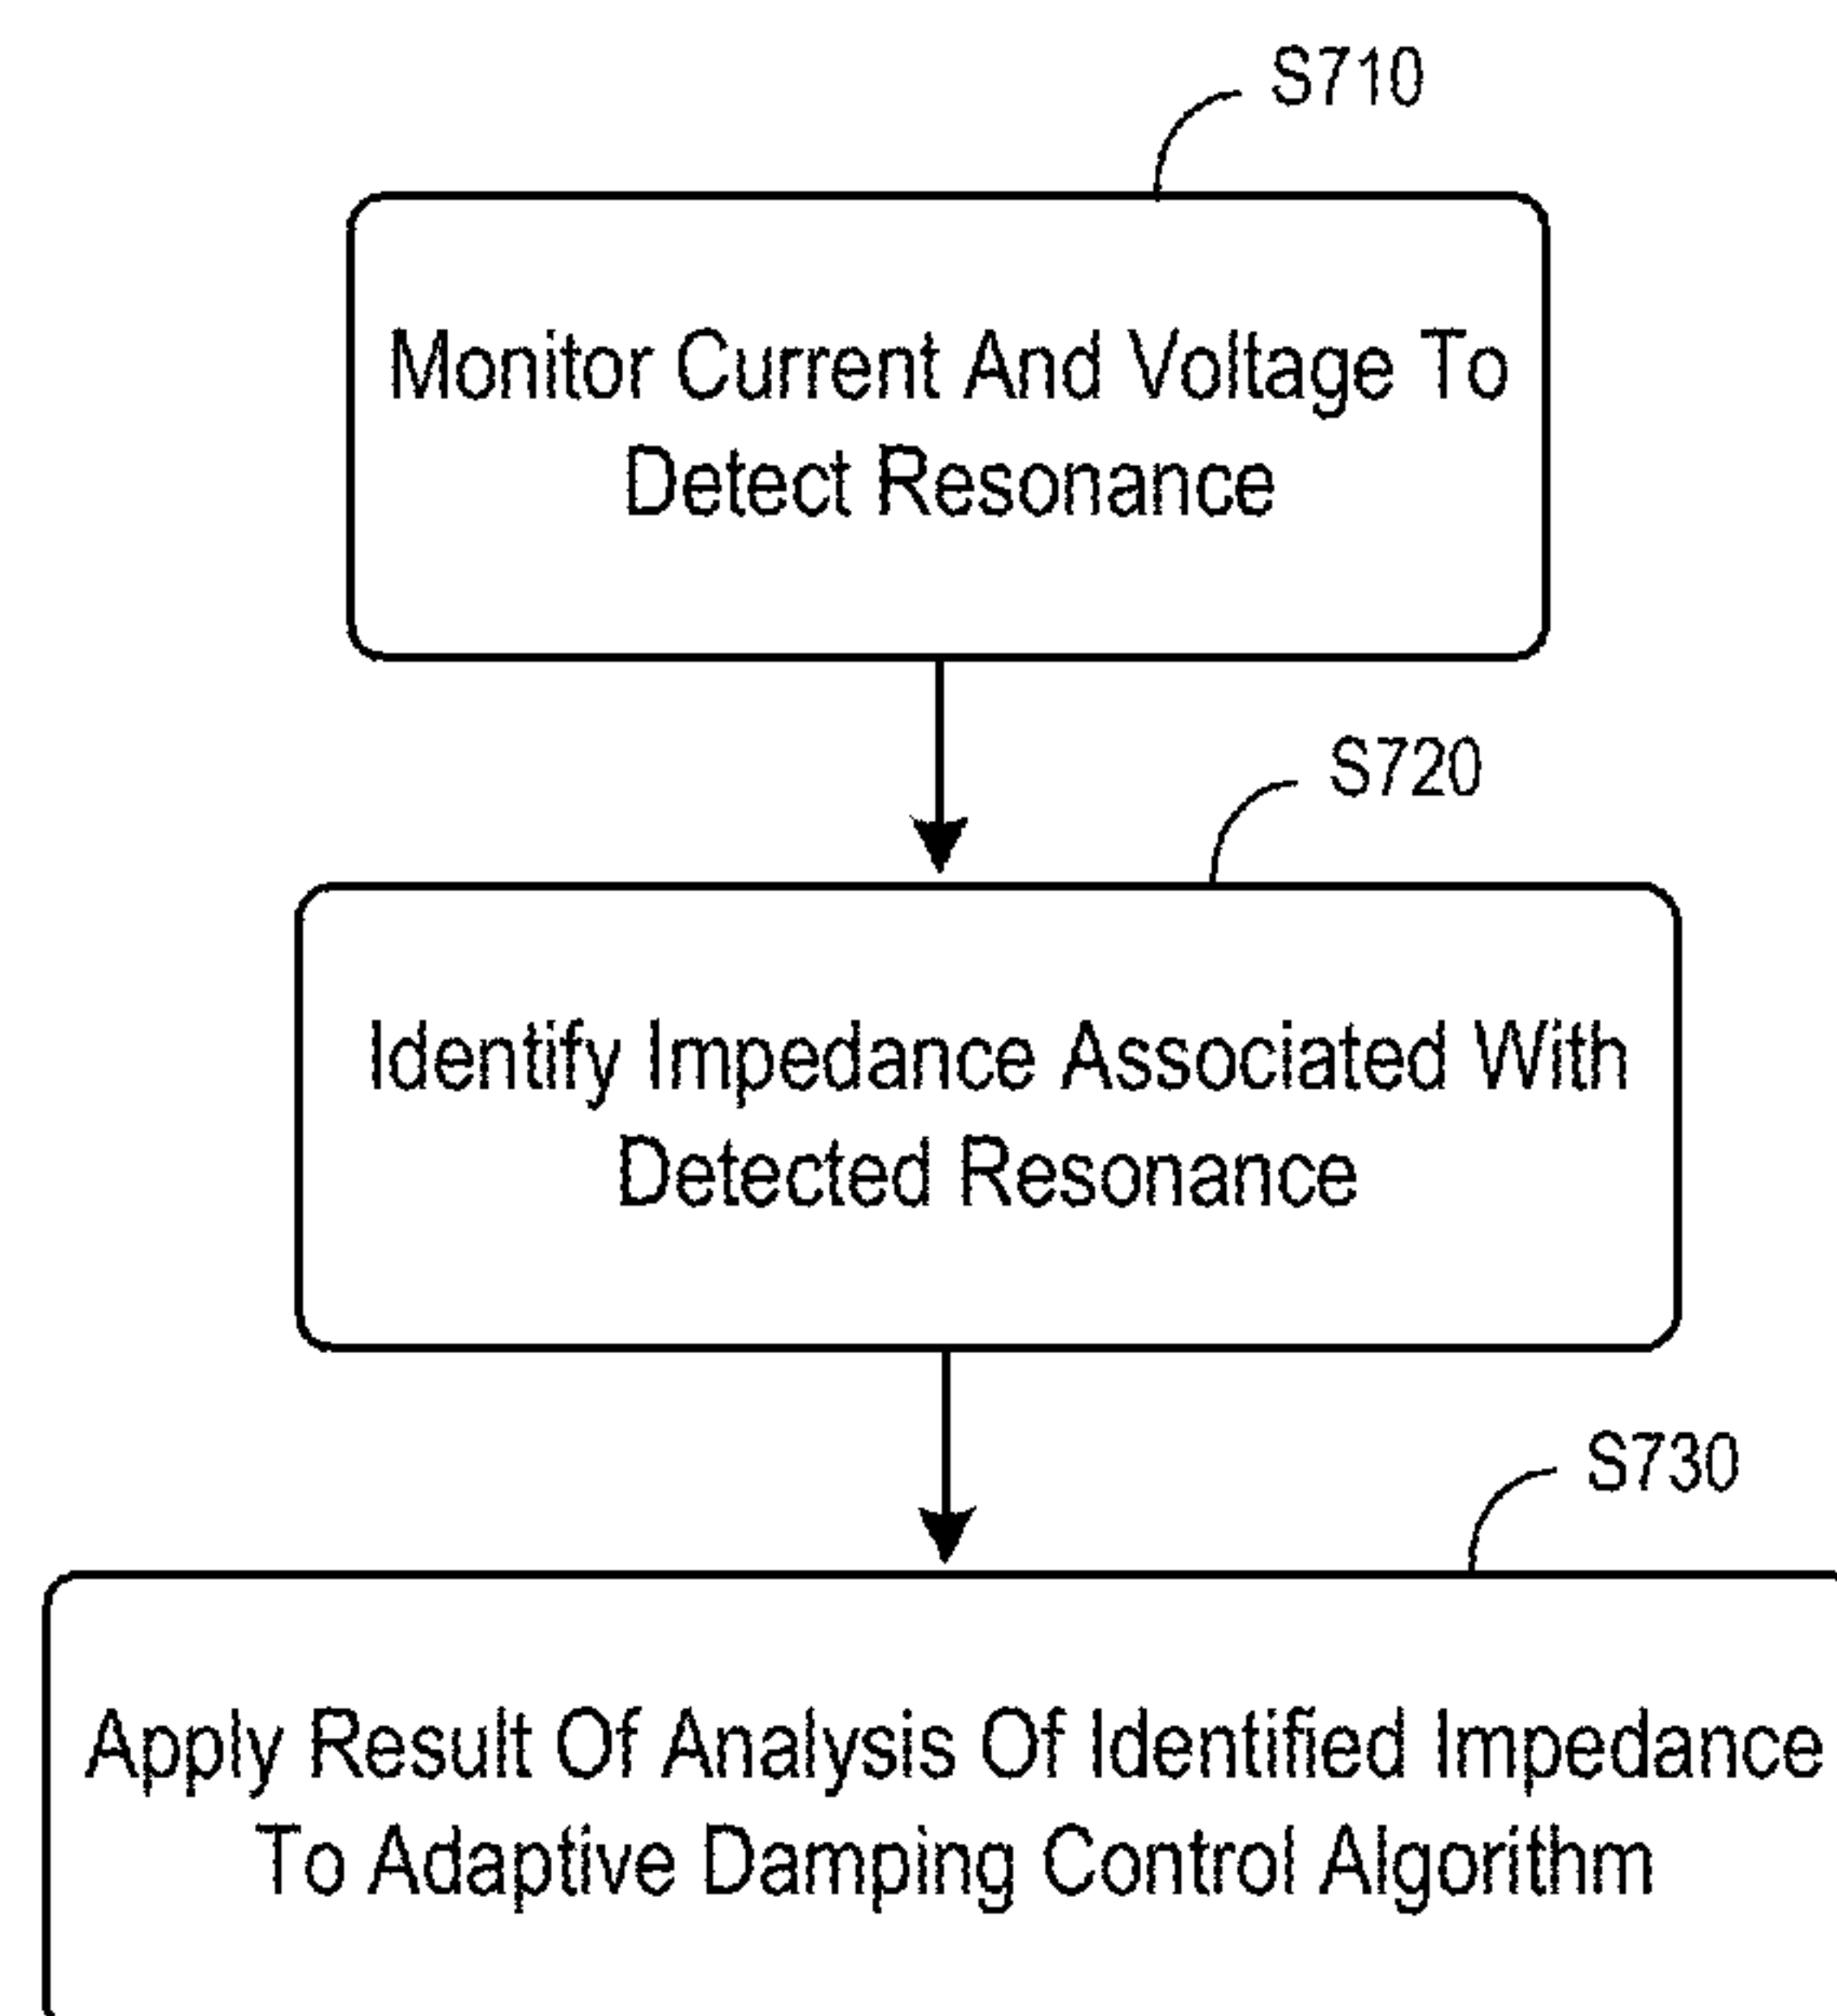 S710
Monitor Current And Voltage To
Detect Resonance
S720
Identify Impedance Associated With
Detected Resonance
S730
Apply Result Of Analysis Of Identified Impedance
To Adaptive Damping Control Algorithm